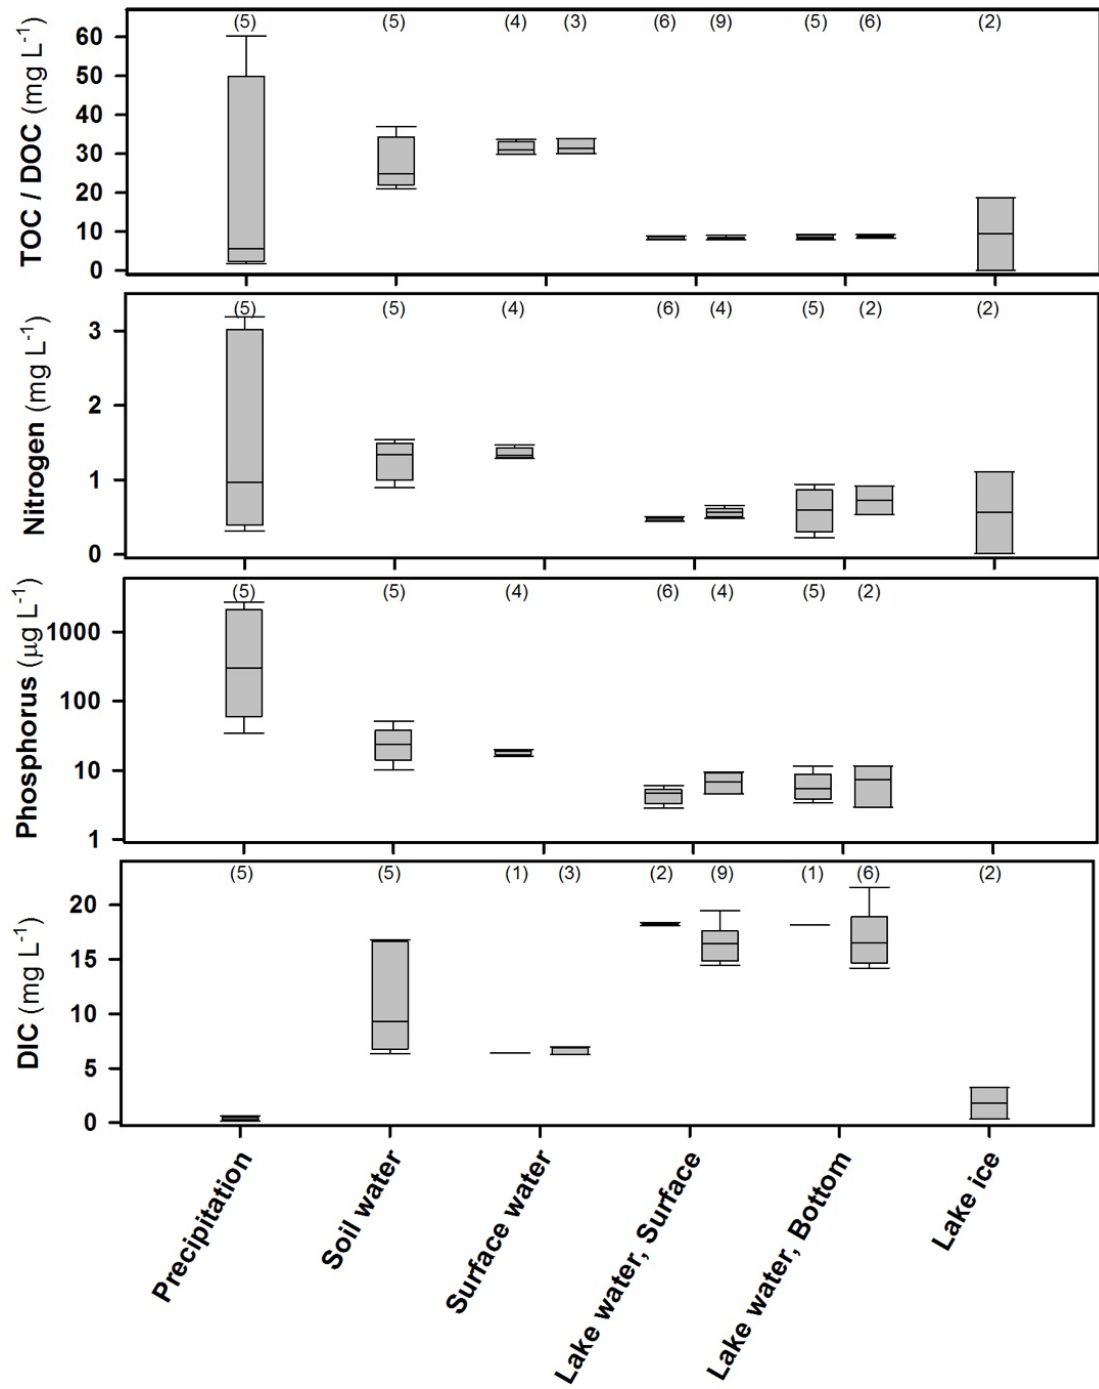 (5) (5) (4) (3) (6) (9) (5) (6) (2)
TOC / DOC (mg L-1)
60
50
40
30
20
10
0
(5) (5) (4) (6) (4) (5) (2) (2)
Nitrogen (mg L-1)
3
2
1
0
(5) (5) (4) (6) (4) (5) (2)
Phosphorus (µg L-1)
1000
100
10
1
(5) (5) (1) (3) (2) (9) (1) (6) (2)
DIC (mg L-1)
20
15
10
5
0
Precipitation
Soil water
Surface water
Lake water, Surface
Lake water, Bottom
Lake ice